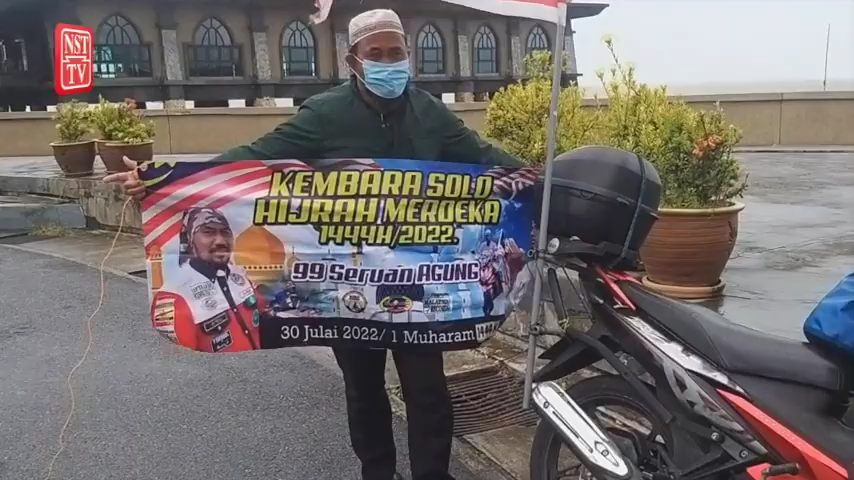 NST
TV
KEMBARA SOLO
HIJRAH MERDEKA
1444H / 2022.
99 Seruan AGUNG
30 Julai 2022/ 1 Muharam